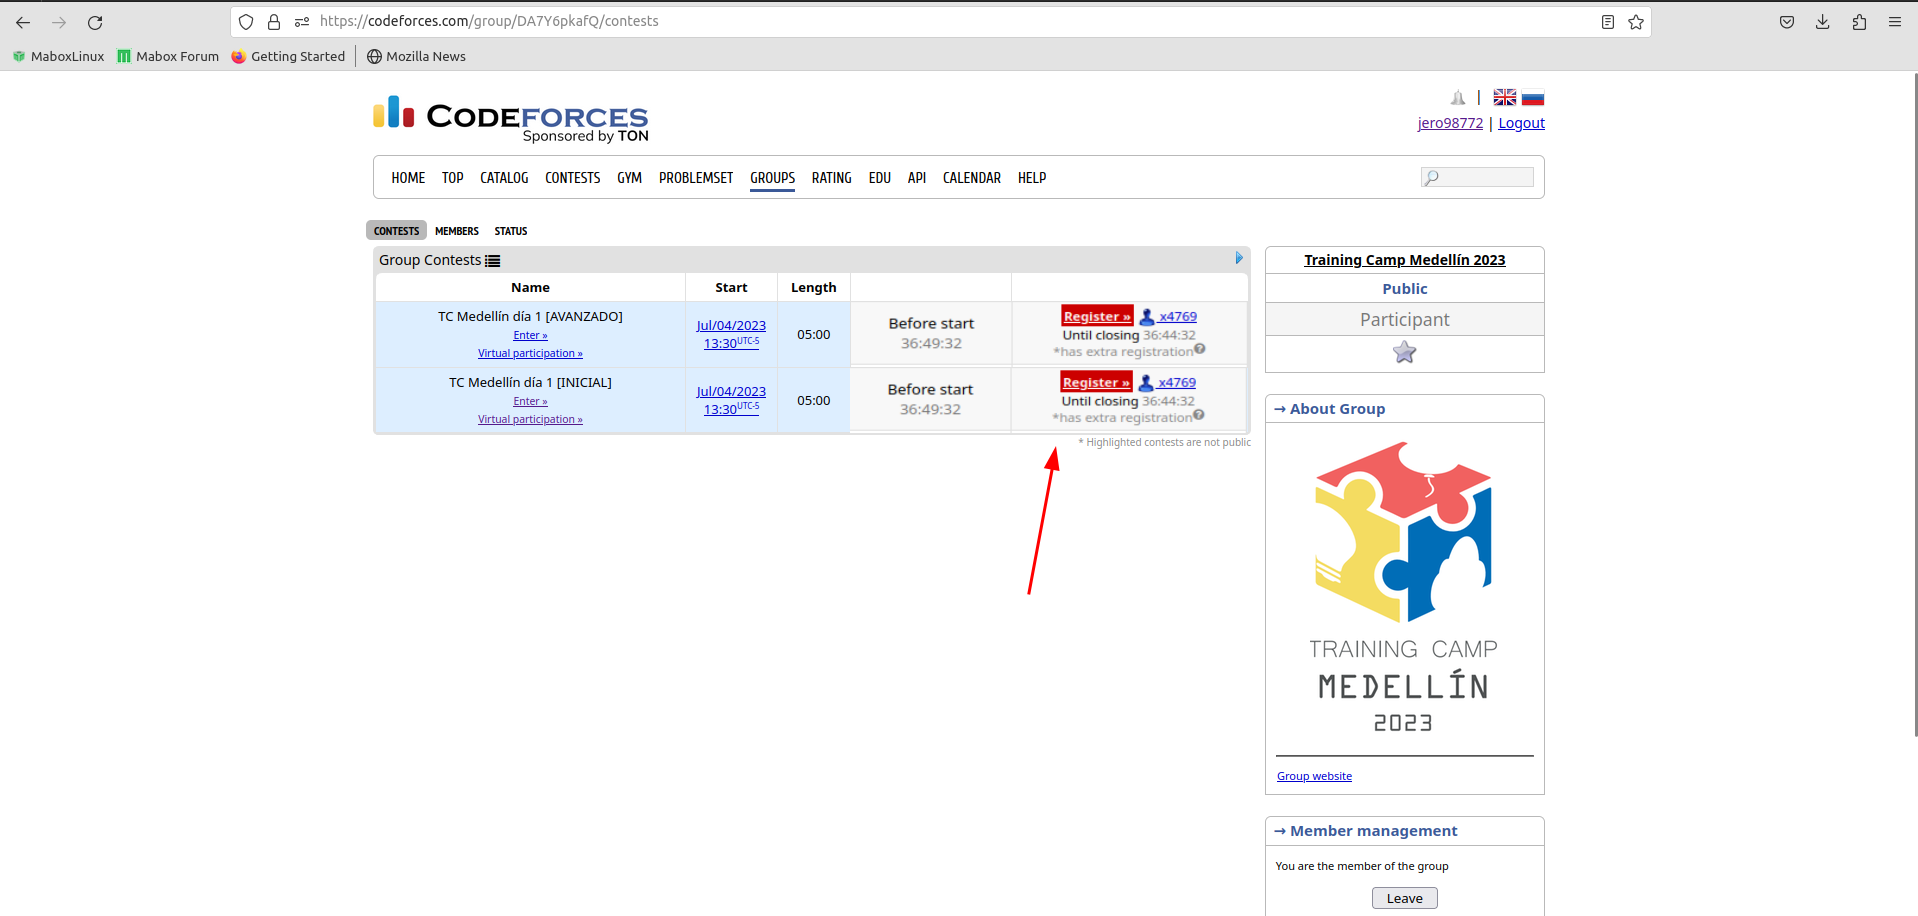 https://codeforces.com/group/DA7Y6pkafQ/contests
MaboxLinux Mabox Forum Getting Started Mozilla News
CODEFORCES
Sponsored by TON
|
jero98772 | Logout
HOME TOP CATALOG CONTESTS GYM PROBLEMSET GROUPS RATING EDU API CALENDAR HELP
CONTESTS MEMBERS STATUS
Group Contests
Name Start Length
TC Medellín día 1 [AVANZADO]
Enter »
Virtual participation »
Jul/04/2023
13:30 UTC-5
05:00
Before start
36:49:32
Register » x4769
Until closing 36:44:32
*has extra registration?
TC Medellín día 1 [INICIAL]
Enter »
Virtual participation »
Jul/04/2023
13:30 UTC-5
05:00
Before start
36:49:32
Register » x4769
Until closing 36:44:32
*has extra registration?
* Highlighted contests are not public
Training Camp Medellín 2023
Public
Participant
→ About Group
TRAINING CAMP
MEDELLÍN
2023
Group website
→ Member management
You are the member of the group
Leave